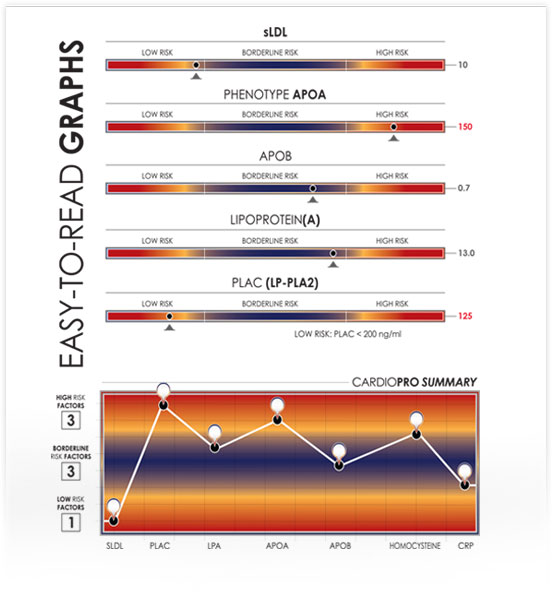 EASY-TO-READ GRAPHS
sLDL
LOW RISK BORDERLINE RISK HIGH RISK
10
PHENOTYPE APOA
LOW RISK BORDERLINE RISK HIGH RISK
150
APOB
LOW RISK BORDERLINE RISK HIGH RISK
0.7
LIPOPROTEIN(A)
LOW RISK BORDERLINE RISK HIGH RISK
13.0
PLAC (LP-PLA2)
LOW RISK BORDERLINE RISK HIGH RISK
125
LOW RISK: PLAC < 200 ng/ml
CARDIOPRO SUMMARY
HIGH RISK
FACTORS
3
BORDERLINE
RISK FACTORS
3
LOW RISK
FACTORS
1
SLDL PLAC LPA APOA APOB HOMOCYSTEINE CRP